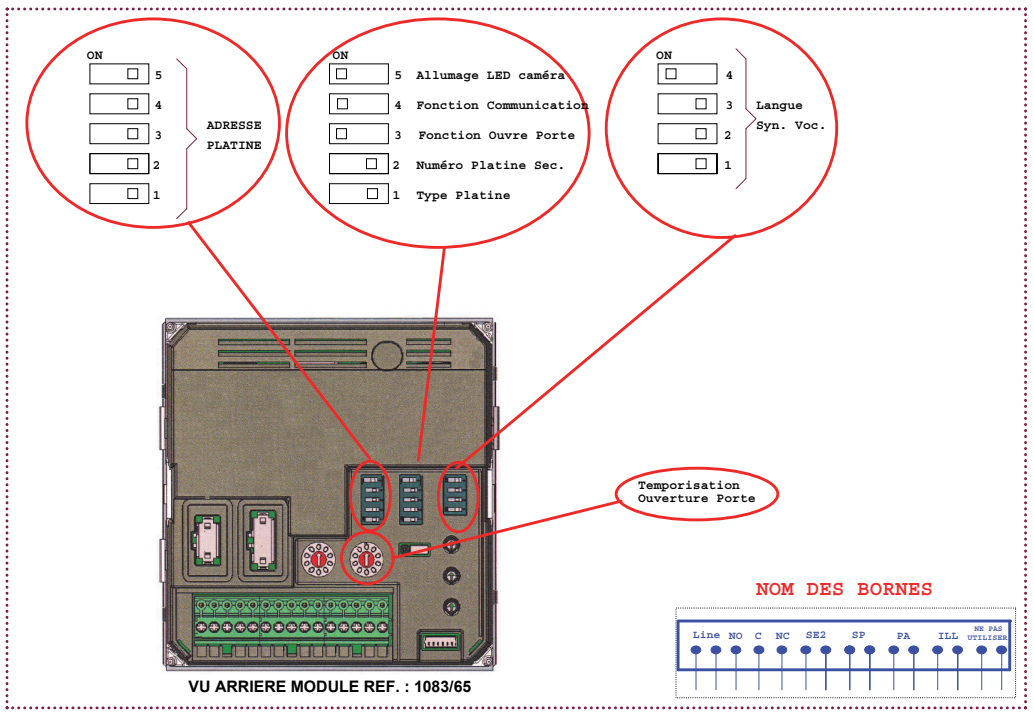 ON
5
4
3
2
1
ADRESSE
PLATINE
ON
5 Allumage LED caméra
4 Fonction Communication
3 Fonction Ouvre Porte
2 Numéro Platine Sec.
1 Type Platine
ON
4
3
2
1
Langue
Syn. Voc.
Temporisation
Ouverture Porte
NOM DES BORNES
Line NO C NC SE2 SP PA ILL NE PAS
UTILISER
VU ARRIERE MODULE REF. : 1083/65